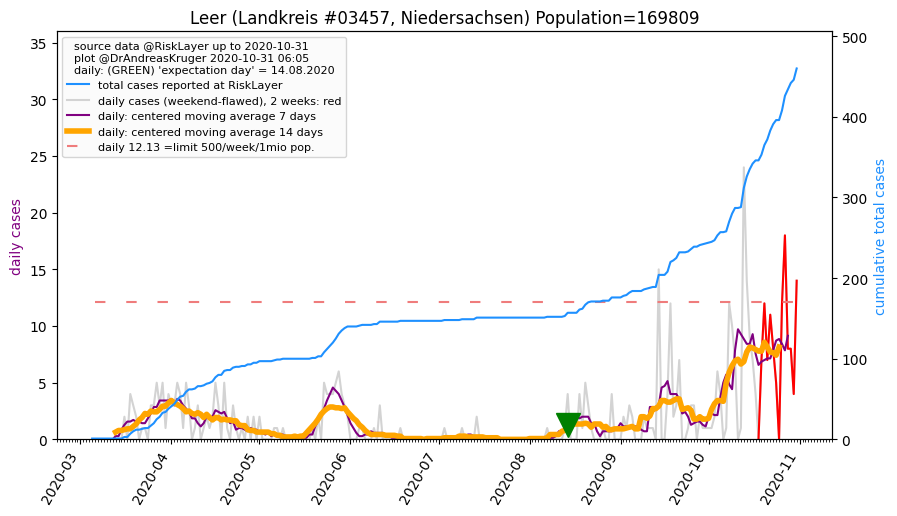 Leer (Landkreis #03457, Niedersachsen) Population=169809
source data @RiskLayer up to 2020-10-31
plot @DrAndreasKruger 2020-10-31 06:05
daily: (GREEN) 'expectation day' = 14.08.2020
total cases reported at RiskLayer
daily cases (weekend-flawed), 2 weeks: red
daily: centered moving average 7 days
daily: centered moving average 14 days
daily 12.13 =limit 500/week/1mio pop.
daily cases
35
30
25
20
15
10
5
0
cumulative total cases
500
400
300
200
100
0
2020-03
2020-04
2020-05
2020-06
2020-07
2020-08
2020-09
2020-10
2020-11